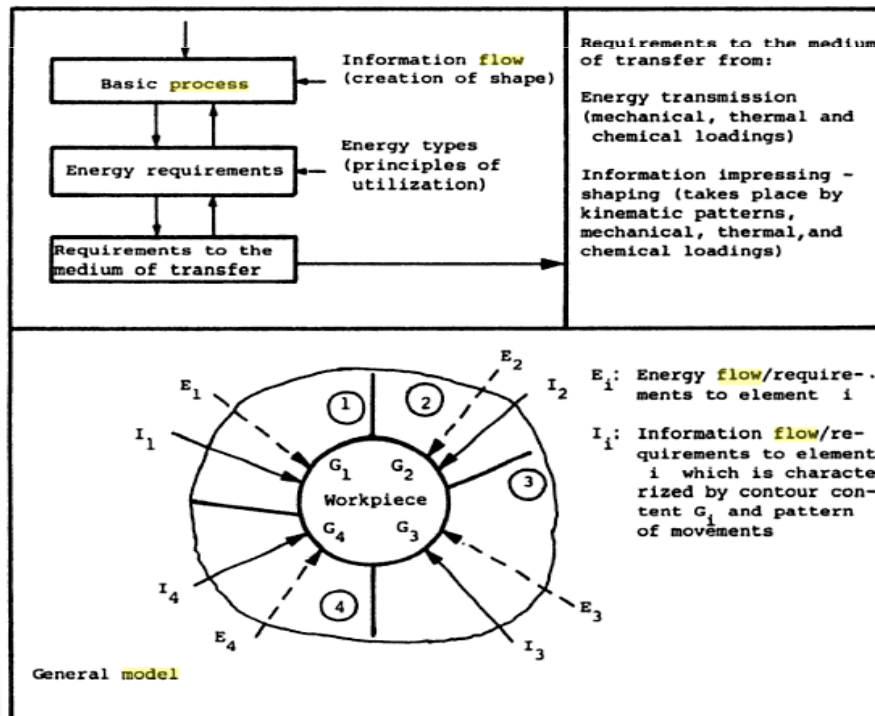 Basic process
Information flow
(creation of shape)
Energy requirements
Energy types
(principles of
utilization)
Requirements to the
medium of transfer
Requirements to the medium
of transfer from:
Energy transmission
(mechanical, thermal and
chemical loadings)
Information impressing -
shaping (takes place by
kinematic patterns,
mechanical, thermal,and
chemical loadings)
E1
I1
1
2
E2
I2
G1
G2
3
Workpiece
G4
G3
I4
E4
4
E3
I3
Ei: Energy flow/require-
ments to element i
Ii: Information flow/re-
quirements to element
i which is characte
rized by contour con-
tent Gi and pattern
of movements
General model